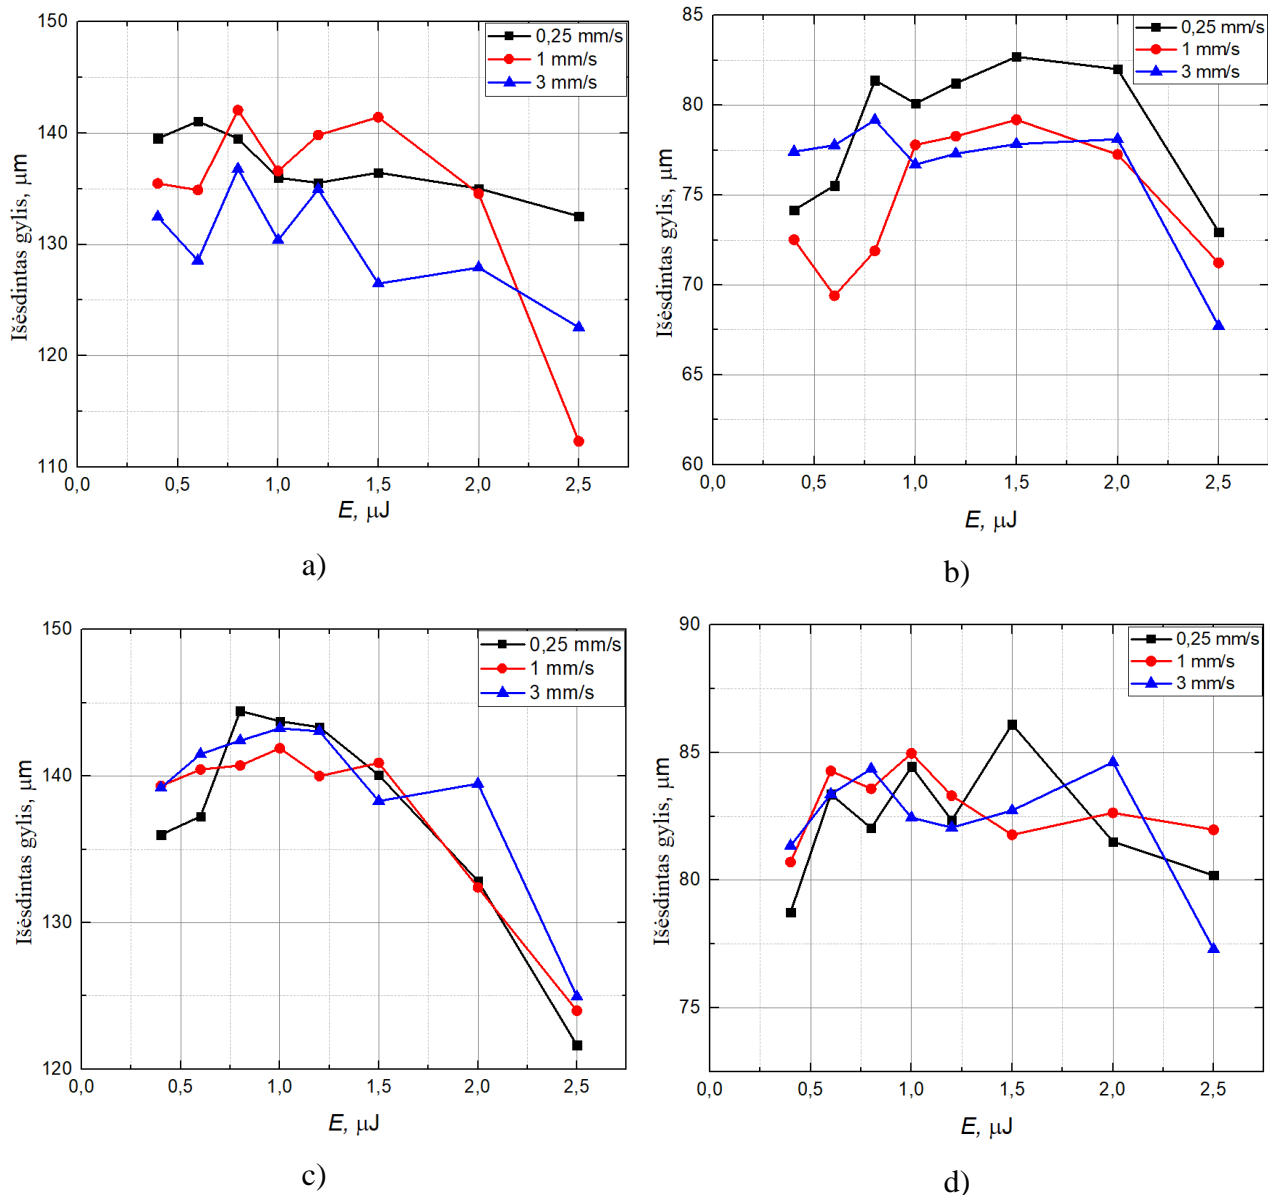 150
140
130
120
110
0,0
0,5
1,0
1,5
2,0
2,5
Išėsdintas gylis, μm
E, μJ
0,25 mm/s
1 mm/s
3 mm/s
a)
85
80
75
70
65
60
0,0
0,5
1,0
1,5
2,0
2,5
Išėsdintas gylis, μm
E, μJ
0,25 mm/s
1 mm/s
3 mm/s
b)
150
140
130
120
0,0
0,5
1,0
1,5
2,0
2,5
Išėsdintas gylis, μm
E, μJ
0,25 mm/s
1 mm/s
3 mm/s
c)
90
85
80
75
0,0
0,5
1,0
1,5
2,0
2,5
Išėsdintas gylis, μm
E, μJ
0,25 mm/s
1 mm/s
3 mm/s
d)